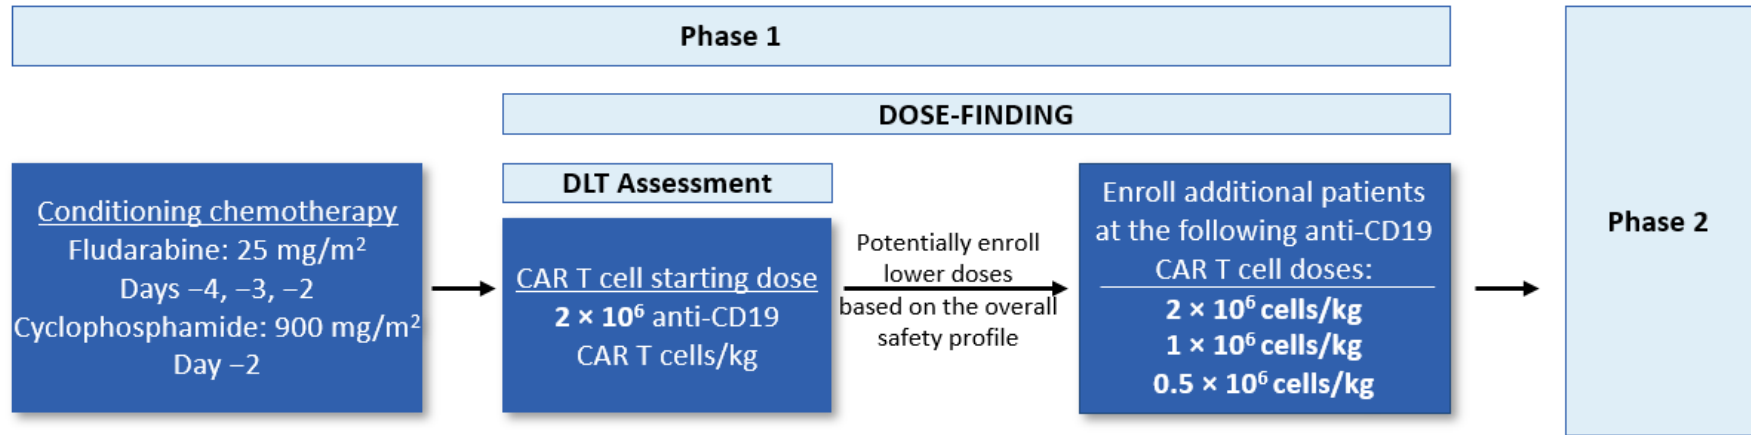 Phase 1
DOSE-FINDING
DLT Assessment
Conditioning chemotherapy
Fludarabine: 25 mg/m²
Days −4, −3, −2
Cyclophosphamide: 900 mg/m²
Day −2
CAR T cell starting dose
2 × 10⁶ anti-CD19
CAR T cells/kg
Potentially enroll
lower doses
based on the overall
safety profile
Enroll additional patients
at the following anti-CD19
CAR T cell doses:
2 × 10⁶ cells/kg
1 × 10⁶ cells/kg
0.5 × 10⁶ cells/kg
Phase 2